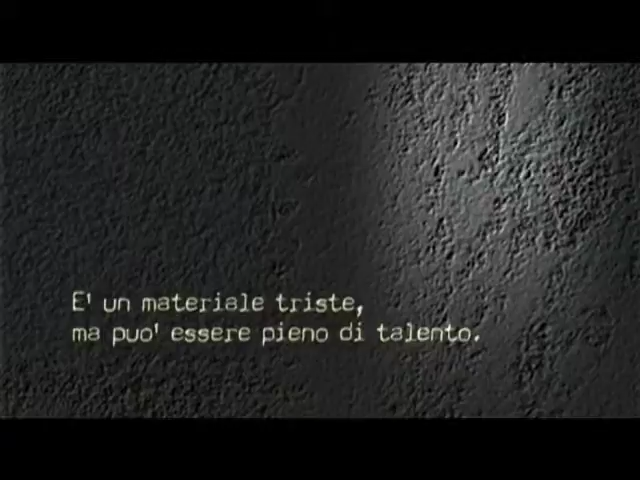 E' un materiale triste,
ma puo' essere pieno di talento.